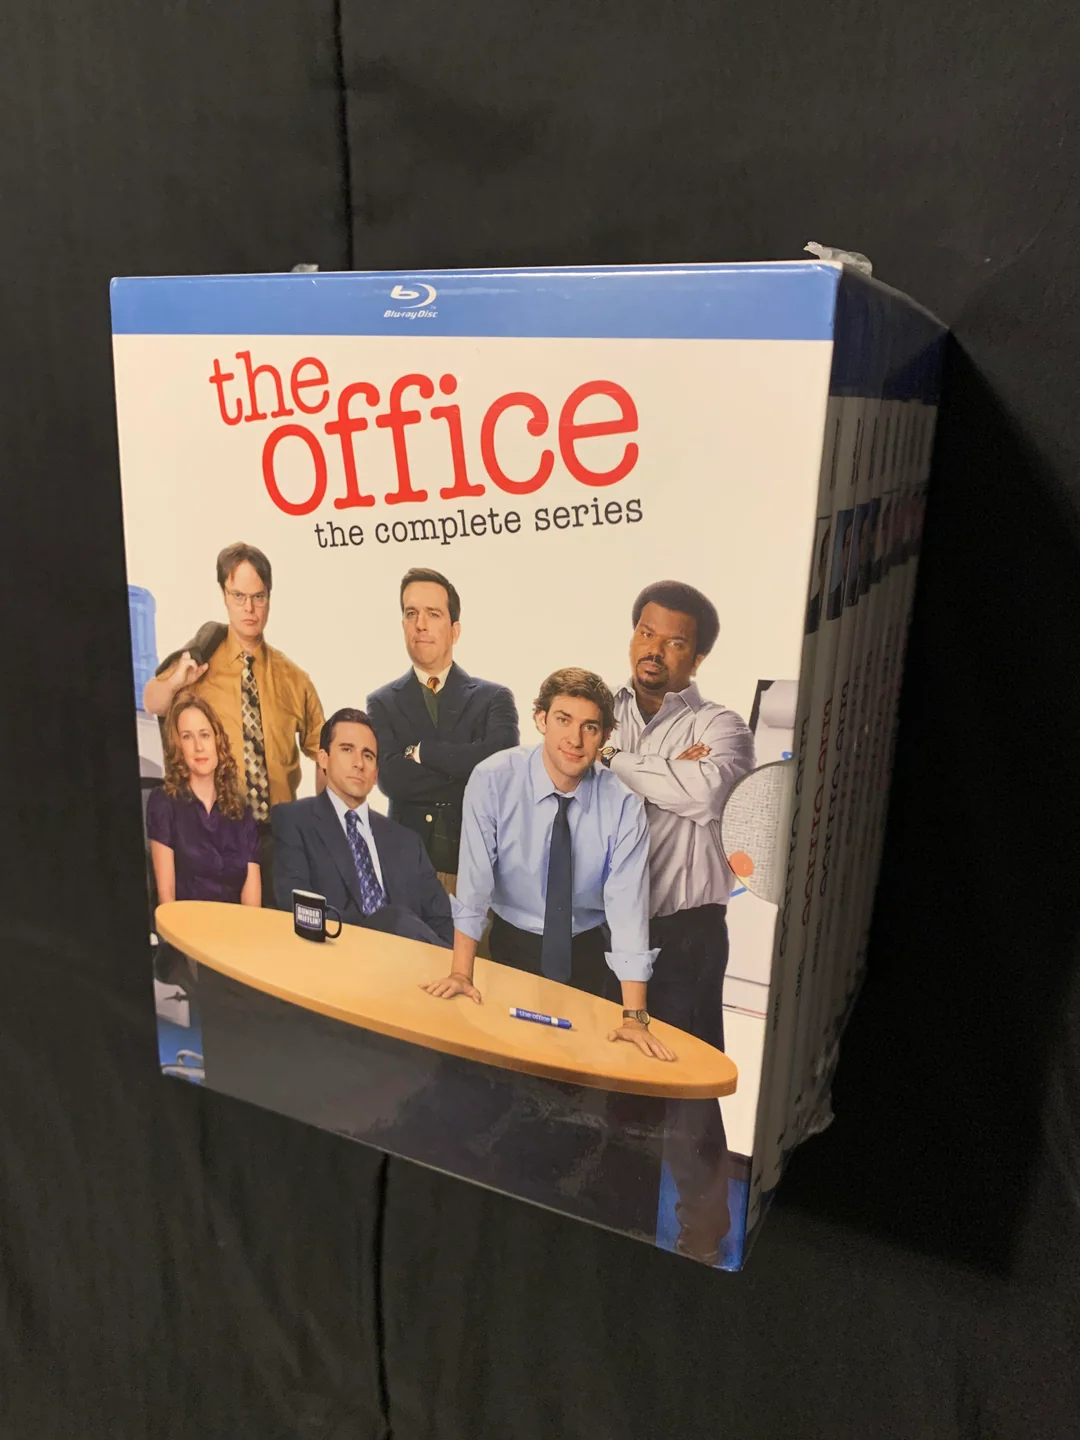 Blu-ray Disc
the
office
the complete series
DUNDER
MIFFLIN
the office